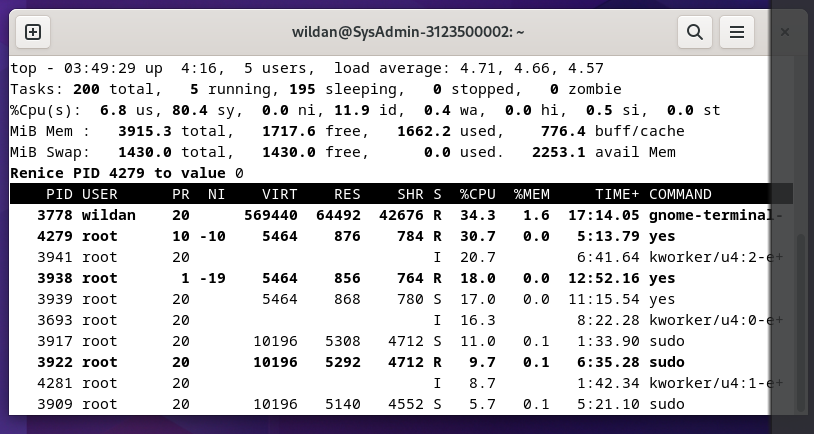 wildan@SysAdmin-3123500002: ~
top - 03:49:29 up  4:16,  5 users,  load average: 4.71, 4.66, 4.57
Tasks: 200 total,   5 running, 195 sleeping,   0 stopped,   0 zombie
%Cpu(s):  6.8 us, 80.4 sy,  0.0 ni, 11.9 id,  0.4 wa,  0.0 hi,  0.5 si,  0.0 st
MiB Mem :   3915.3 total,   1717.6 free,   1662.2 used,    776.4 buff/cache
MiB Swap:   1430.0 total,   1430.0 free,      0.0 used.   2253.1 avail Mem
Renice PID 4279 to value 0
PID USER      PR  NI    VIRT    RES    SHR S  %CPU  %MEM     TIME+ COMMAND
3778 wildan    20      569440  64492  42676 R  34.3   1.6  17:14.05 gnome-terminal-
4279 root      10 -10    5464    876    784 R  30.7   0.0   5:13.79 yes
3941 root      20                           I  20.7         6:41.64 kworker/u4:2-e+
3938 root       1 -19    5464    856    764 R  18.0   0.0  12:52.16 yes
3939 root      20        5464    868    780 S  17.0   0.0  11:15.54 yes
3693 root      20                           I  16.3         8:22.28 kworker/u4:0-e+
3917 root      20       10196   5308   4712 S  11.0   0.1   1:33.90 sudo
3922 root      20       10196   5292   4712 R   9.7   0.1   6:35.28 sudo
4281 root      20                           I   8.7         1:42.34 kworker/u4:1-e+
3909 root      20       10196   5140   4552 S   5.7   0.1   5:21.10 sudo